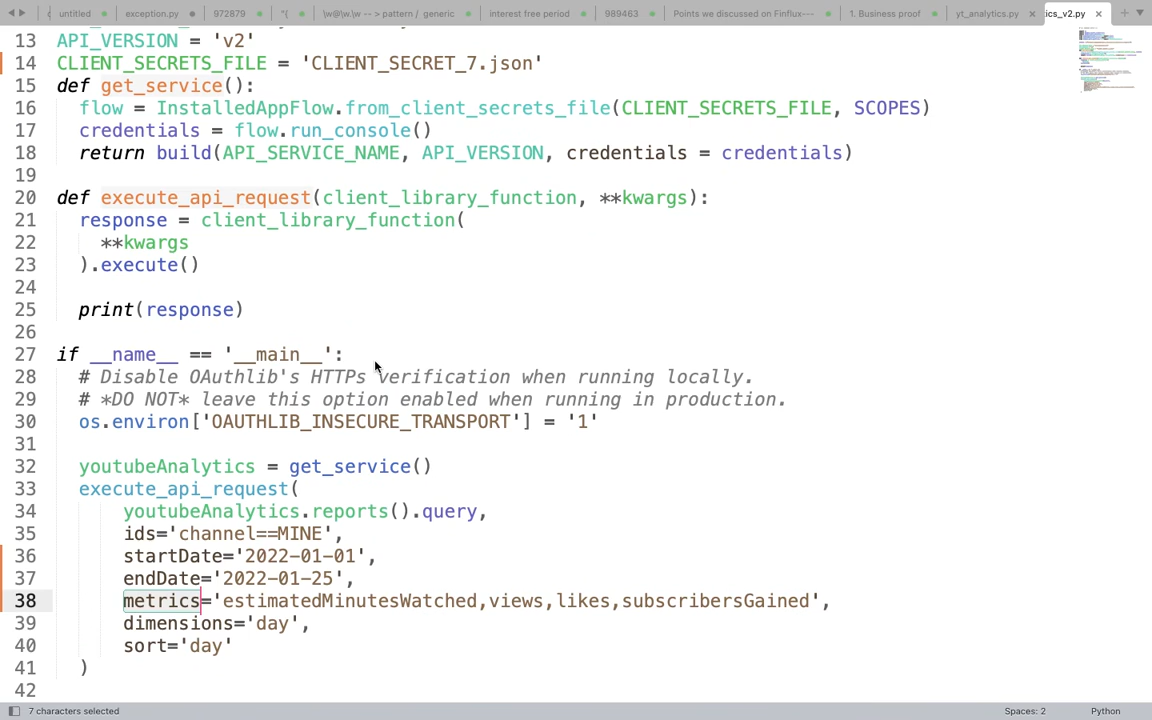 untitled
exception.py
972879
"(
\w@\w.\w --> pattern / generic
interest free period
989463
Points we discussed on Finflux---
1. Business proof
yt_analytics.py
ics_v2.py
13 API_VERSION = 'v2'
14 CLIENT_SECRETS_FILE = 'CLIENT_SECRET_7.json'
15 def get_service():
16 flow = InstalledAppFlow.from_client_secrets_file(CLIENT_SECRETS_FILE, SCOPES)
17 credentials = flow.run_console()
18 return build(API_SERVICE_NAME, API_VERSION, credentials = credentials)
19
20 def execute_api_request(client_library_function, **kwargs):
21 response = client_library_function(
22 **kwargs
23 ).execute()
24
25 print(response)
26
27 if __name__ == '__main__':
28 # Disable OAuthlib's HTTPs verification when running locally.
29 # *DO NOT* leave this option enabled when running in production.
30 os.environ['OAUTHLIB_INSECURE_TRANSPORT'] = '1'
31
32 youtubeAnalytics = get_service()
33 execute_api_request(
34 youtubeAnalytics.reports().query,
35 ids='channel==MINE',
36 startDate='2022-01-01',
37 endDate='2022-01-25',
38 metrics='estimatedMinutesWatched,views,likes,subscribersGained',
39 dimensions='day',
40 sort='day'
41 )
42
7 characters selected
Spaces: 2
Python